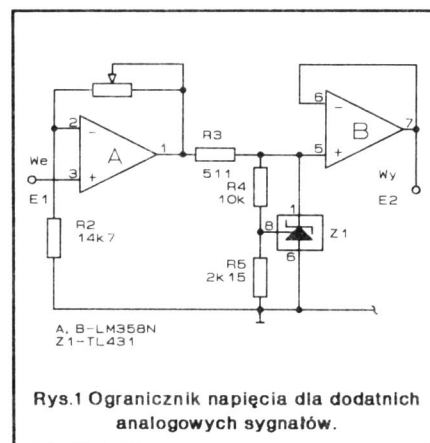 2
6
A
1
R3
B
7
We
3
511
5
Wy
R4
10k
E1
R2
14k7
1
8
Z1
E2
6
R5
2k15
A, B-LM358N
Z1-TL431
Rys.1 Ogranicznik napięcia dla dodatnich
analogowych sygnałów.